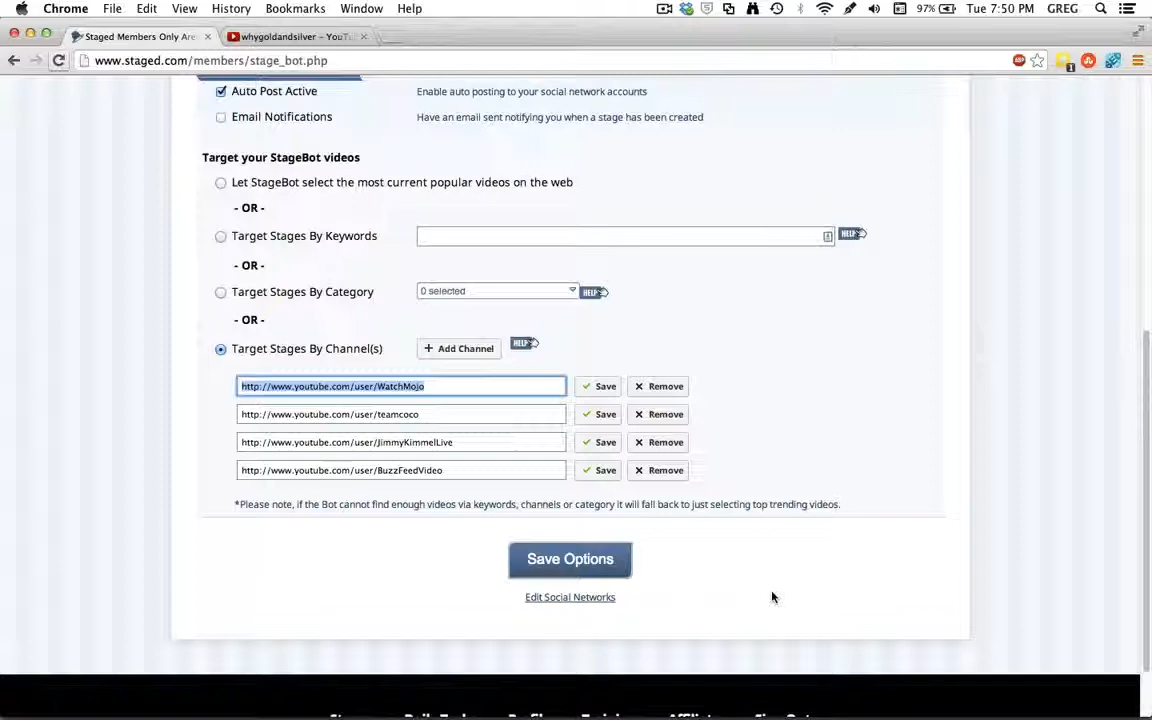 Chrome File Edit View History Bookmarks Window Help 97% Tue 7:50 PM GREG
Staged Members Only Are whygoldandsilver - YouTu
www.staged.com/members/stage_bot.php
Auto Post Active Enable auto posting to your social network accounts
Email Notifications Have an email sent notifying you when a stage has been created
Target your StageBot videos
Let StageBot select the most current popular videos on the web
- OR -
Target Stages By Keywords HELP
- OR -
Target Stages By Category 0 selected HELP
- OR -
Target Stages By Channel(s) + Add Channel HELP
http://www.youtube.com/user/WatchMojo Save Remove
http://www.youtube.com/user/teamcoco Save Remove
http://www.youtube.com/user/JimmyKimmelLive Save Remove
http://www.youtube.com/user/BuzzFeedVideo Save Remove
*Please note, if the Bot cannot find enough videos via keywords, channels or category it will fall back to just selecting top trending videos.
Save Options
Edit Social Networks